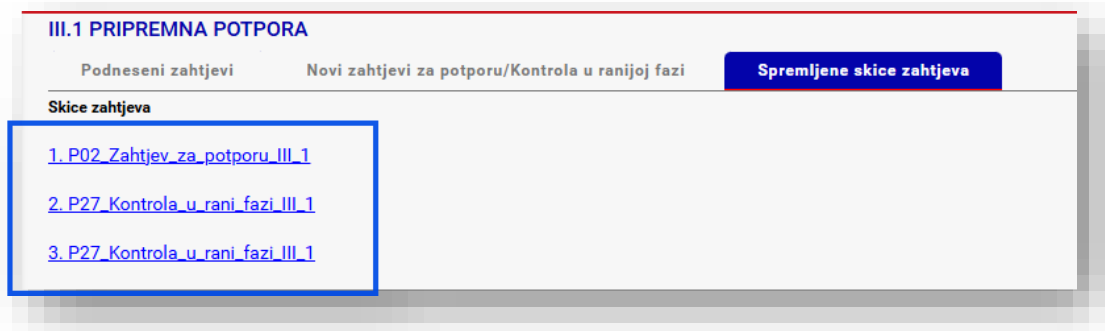 III.1 PRIPREMNA POTPORA
Podneseni zahtjevi Novi zahtjevi za potporu/Kontrola u ranijoj fazi Spremljene skice zahtjeva
Skice zahtjeva
1. P02_Zahtjev_za_potporu_III_1
2. P27_Kontrola_u_rani_fazi_III_1
3. P27_Kontrola_u_rani_fazi_III_1